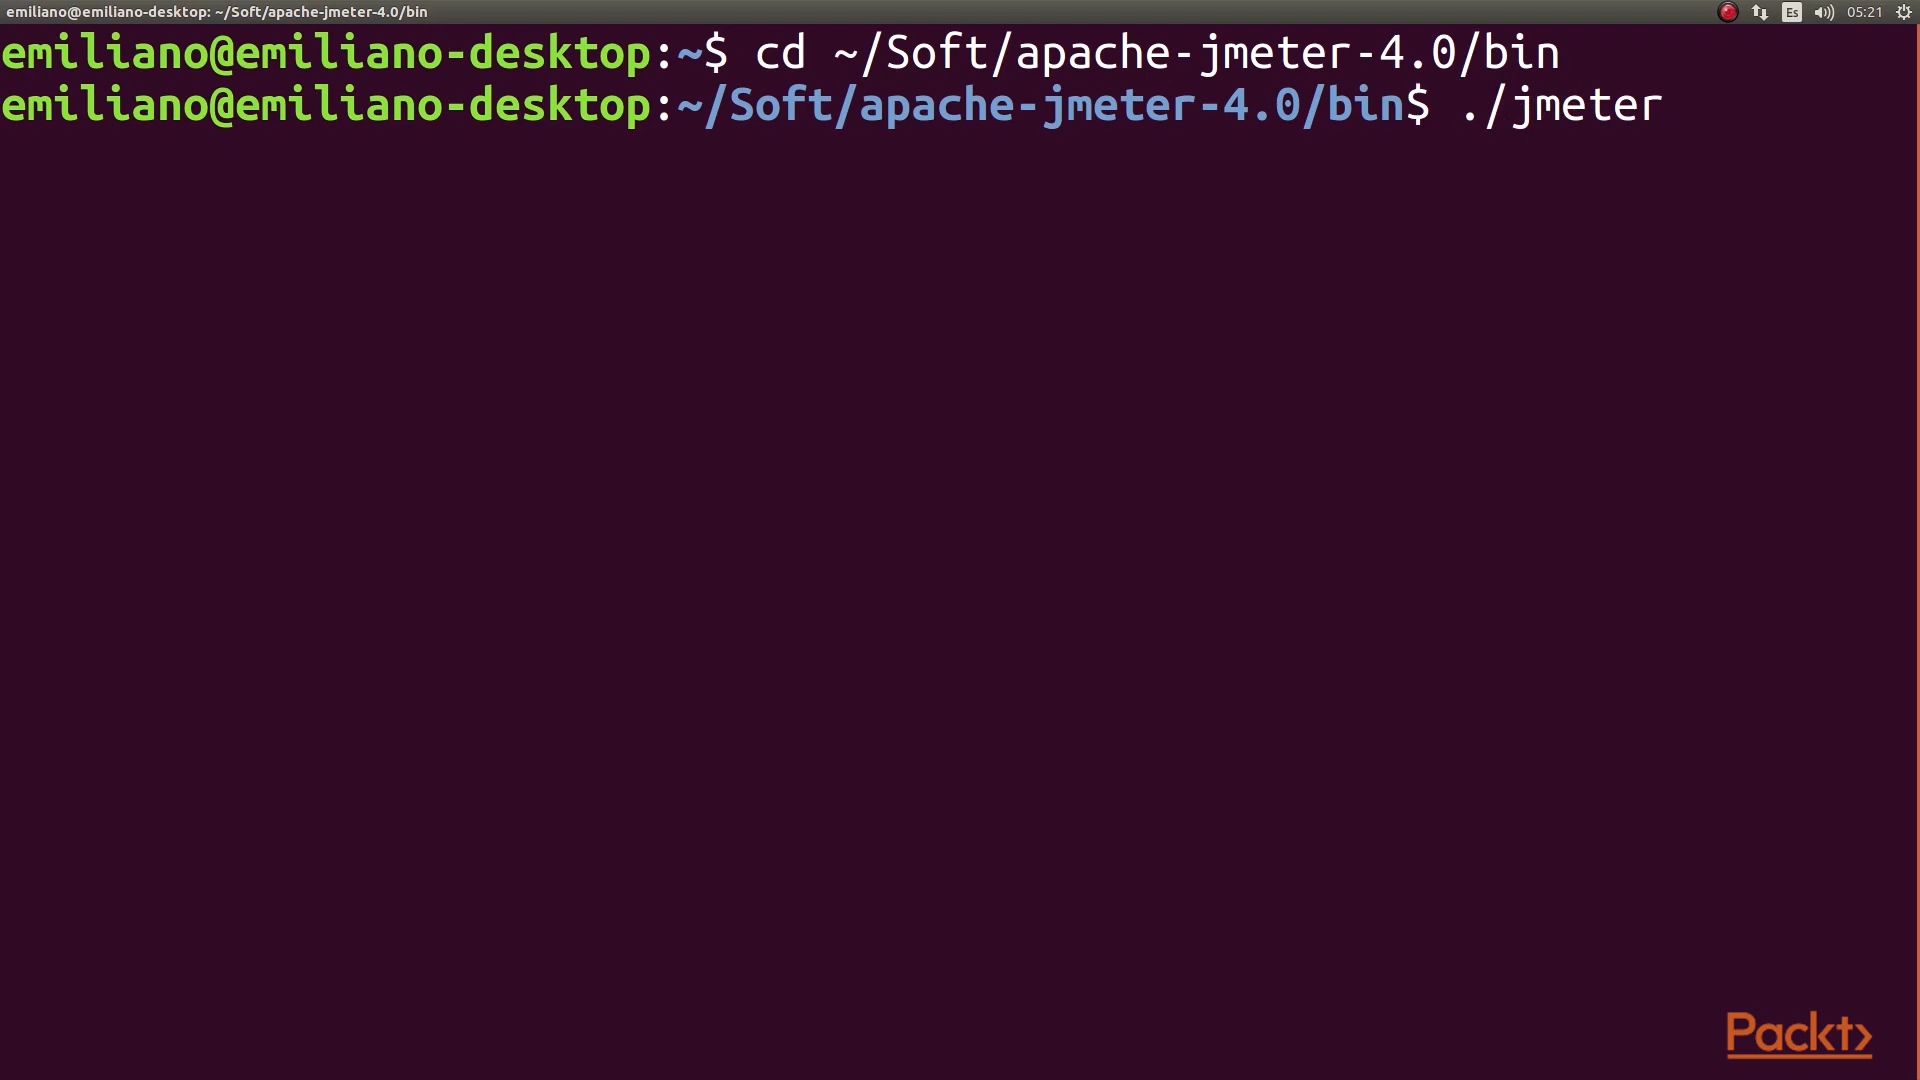 emiliano@emiliano-desktop: ~/Soft/apache-jmeter-4.0/bin
Es
05:21
emiliano@emiliano-desktop:~$ cd ~/Soft/apache-jmeter-4.0/bin
emiliano@emiliano-desktop:~/Soft/apache-jmeter-4.0/bin$ ./jmeter
Packt>